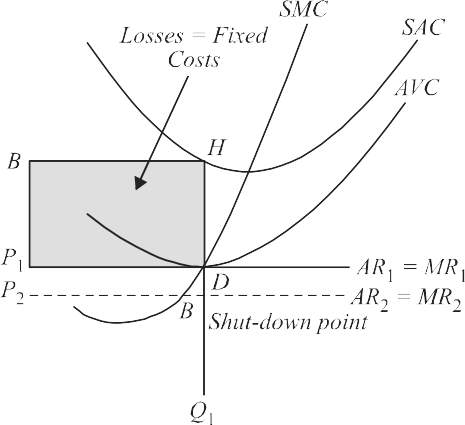 SMC
Losses = Fixed
Costs
SAC
AVC
B
H
P1
D
AR1 = MR1
P2
B
AR2 = MR2
Shut-down point
Q1